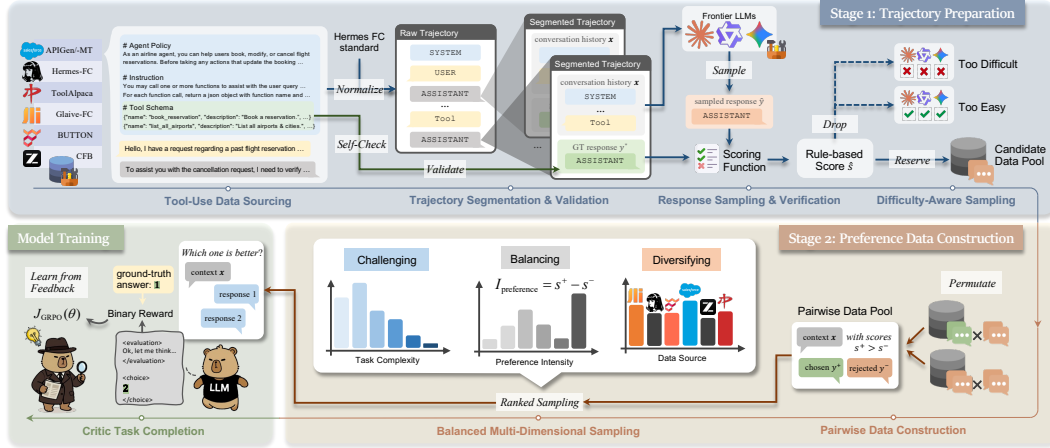 Stage 1: Trajectory Preparation
APIGen/-MT
Hermes-FC
ToolAlpaca
Glaive-FC
BUTTON
CFB
# Agent Policy
As an airline agent, you can help users book, modify, or cancel flight
reservations. Before taking any actions that update the booking ...
# Instruction
You may call one or more functions to assist with the user query ...
For each function call, return a json object with function name and ...
# Tool Schema
{"name": "book_reservation", "description": "Book a reservation.", ...}
{"name": "list_all_airports", "description": "List all airports & cities.", ...}
Hello, I have a request regarding a past flight reservation ...
To assist you with the cancellation request, I need to verify ...
Tool-Use Data Sourcing
Hermes FC
standard
Normalize
Self-Check
Validate
Raw Trajectory
SYSTEM
USER
ASSISTANT
...
Tool
ASSISTANT
Segmented Trajectory
conversation history x
...
Segmented Trajectory
conversation history x
SYSTEM
...
Tool
GT response y*
ASSISTANT
Trajectory Segmentation & Validation
Frontier LLMs
Sample
sampled response ŷ
ASSISTANT
Scoring
Function
Response Sampling & Verification
Drop
Rule-based
Score ŝ
Too Difficult
Too Easy
Reserve
Candidate
Data Pool
Difficulty-Aware Sampling
Model Training
Learn from
Feedback
J_GRPO(θ)
ground-truth
answer: 1
Binary Reward
<evaluation>
Ok, let me think...
</evaluation>
<choice>
2
</choice>
Which one is better?
context x
response 1
response 2
LLM
Critic Task Completion
Stage 2: Preference Data Construction
Challenging
Task Complexity
Balancing
I_preference = s⁺ − s⁻
Preference Intensity
Diversifying
Data Source
Ranked Sampling
Balanced Multi-Dimensional Sampling
Pairwise Data Pool
context x
with scores
s⁺ > s⁻
chosen y⁺
rejected y⁻
Permute
×
×
Pairwise Data Construction